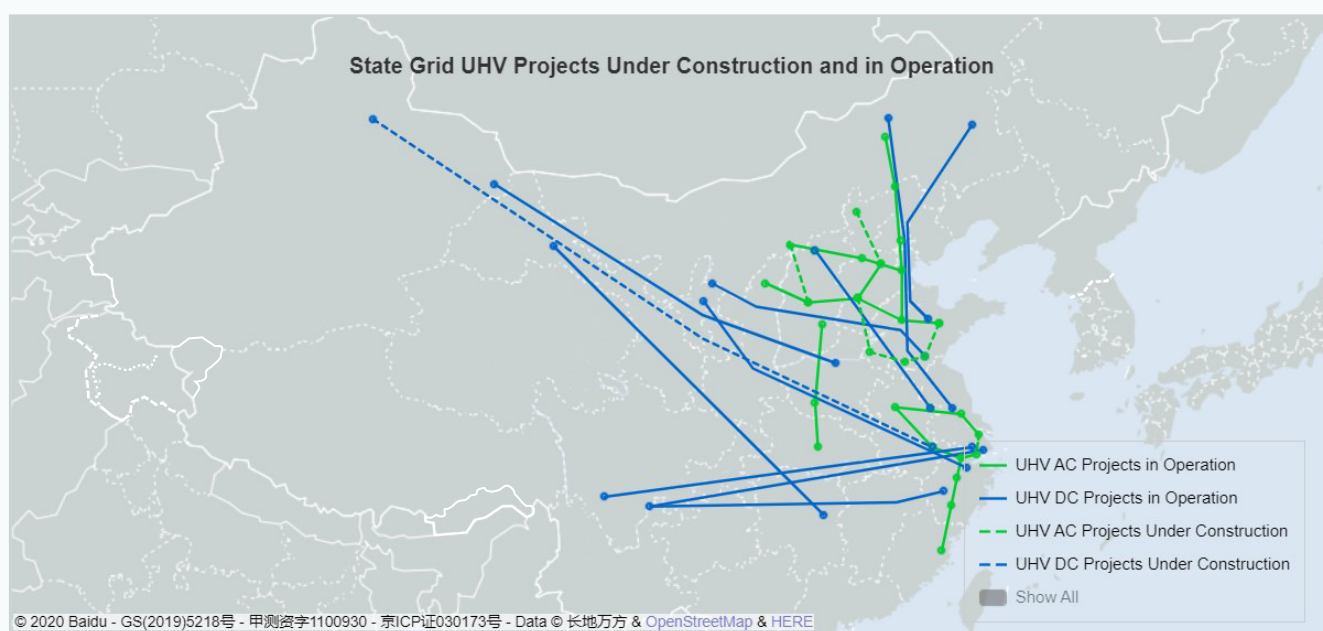 State Grid UHV Projects Under Construction and in Operation
UHV AC Projects in Operation
UHV DC Projects in Operation
UHV AC Projects Under Construction
UHV DC Projects Under Construction
Show All
© 2020 Baidu - GS(2019)5218号 - 甲测资字1100930 - 京ICP证030173号 - Data © 长地万方 & OpenStreetMap & HERE